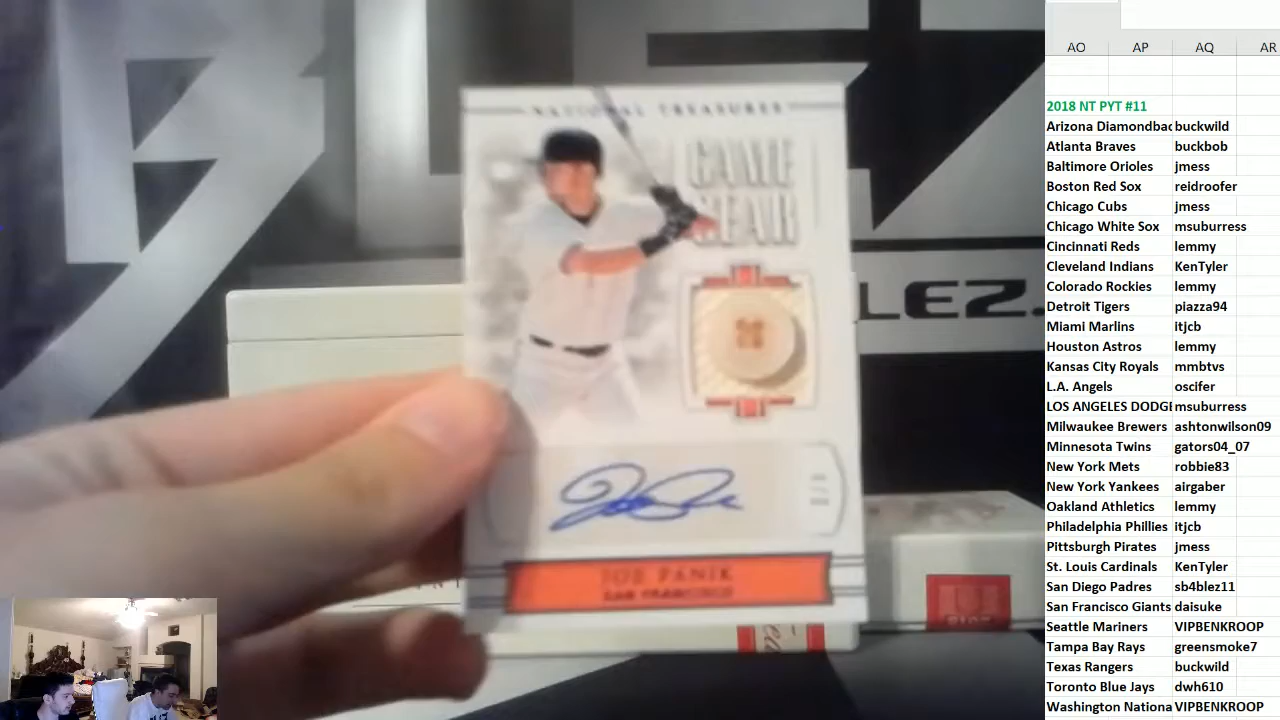 BLEZ
LEZ.
NATIONAL TREASURES
GAME
GEAR
JOE PANIK
SAN FRANCISCO
AO AP AQ AR
2018 NT PYT #11
Arizona Diamondbac buckwild
Atlanta Braves buckbob
Baltimore Orioles jmess
Boston Red Sox reidroofer
Chicago Cubs jmess
Chicago White Sox msuburress
Cincinnati Reds lemmy
Cleveland Indians KenTyler
Colorado Rockies lemmy
Detroit Tigers piazza94
Miami Marlins itjcb
Houston Astros lemmy
Kansas City Royals mmbtvs
L.A. Angels oscifer
LOS ANGELES DODGE msuburress
Milwaukee Brewers ashtonwilson09
Minnesota Twins gators04_07
New York Mets robbie83
New York Yankees airgaber
Oakland Athletics lemmy
Philadelphia Phillies itjcb
Pittsburgh Pirates jmess
St. Louis Cardinals KenTyler
San Diego Padres sb4blez11
San Francisco Giants daisuke
Seattle Mariners VIPBENKROOP
Tampa Bay Rays greensmoke7
Texas Rangers buckwild
Toronto Blue Jays dwh610
Washington Nationa VIPBENKROOP